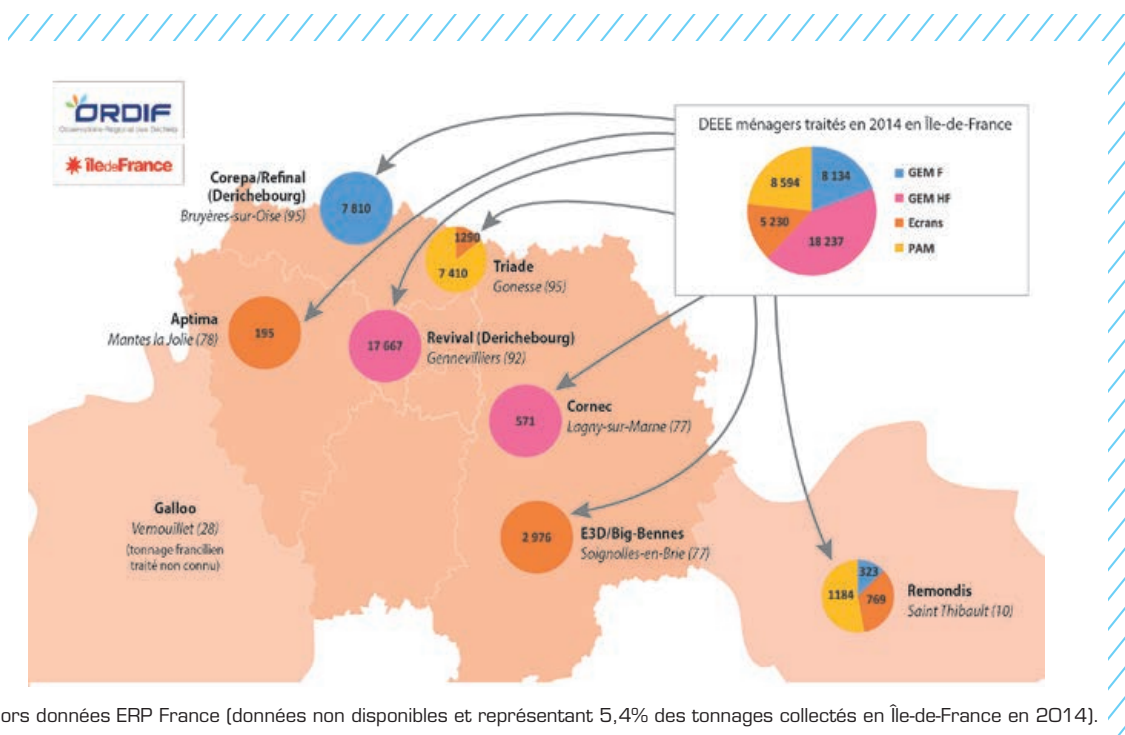 ORDIF
Observatoire Régional des Déchets
île de France
DEEE ménagers traités en 2014 en Île-de-France
8 594
8 134
5 230
18 237
GEM F
GEM HF
Ecrans
PAM
Corepa/Refinal
(Derichebourg)
Bruyères-sur-Oise (95)
7 810
1290
7 410
Triade
Gonesse (95)
Aptima
Mantes la Jolie (78)
195
17 667
Revival (Derichebourg)
Gennevilliers (92)
571
Cornec
Lagny-sur-Marne (77)
Galloo
Vernouillet (28)
(tonnage francilien
traité non connu)
2 976
E3D/Big-Bennes
Soignolles-en-Brie (77)
323
1184
769
Remondis
Saint Thibault (10)
ors données ERP France (données non disponibles et représentant 5,4% des tonnages collectés en Île-de-France en 2014).